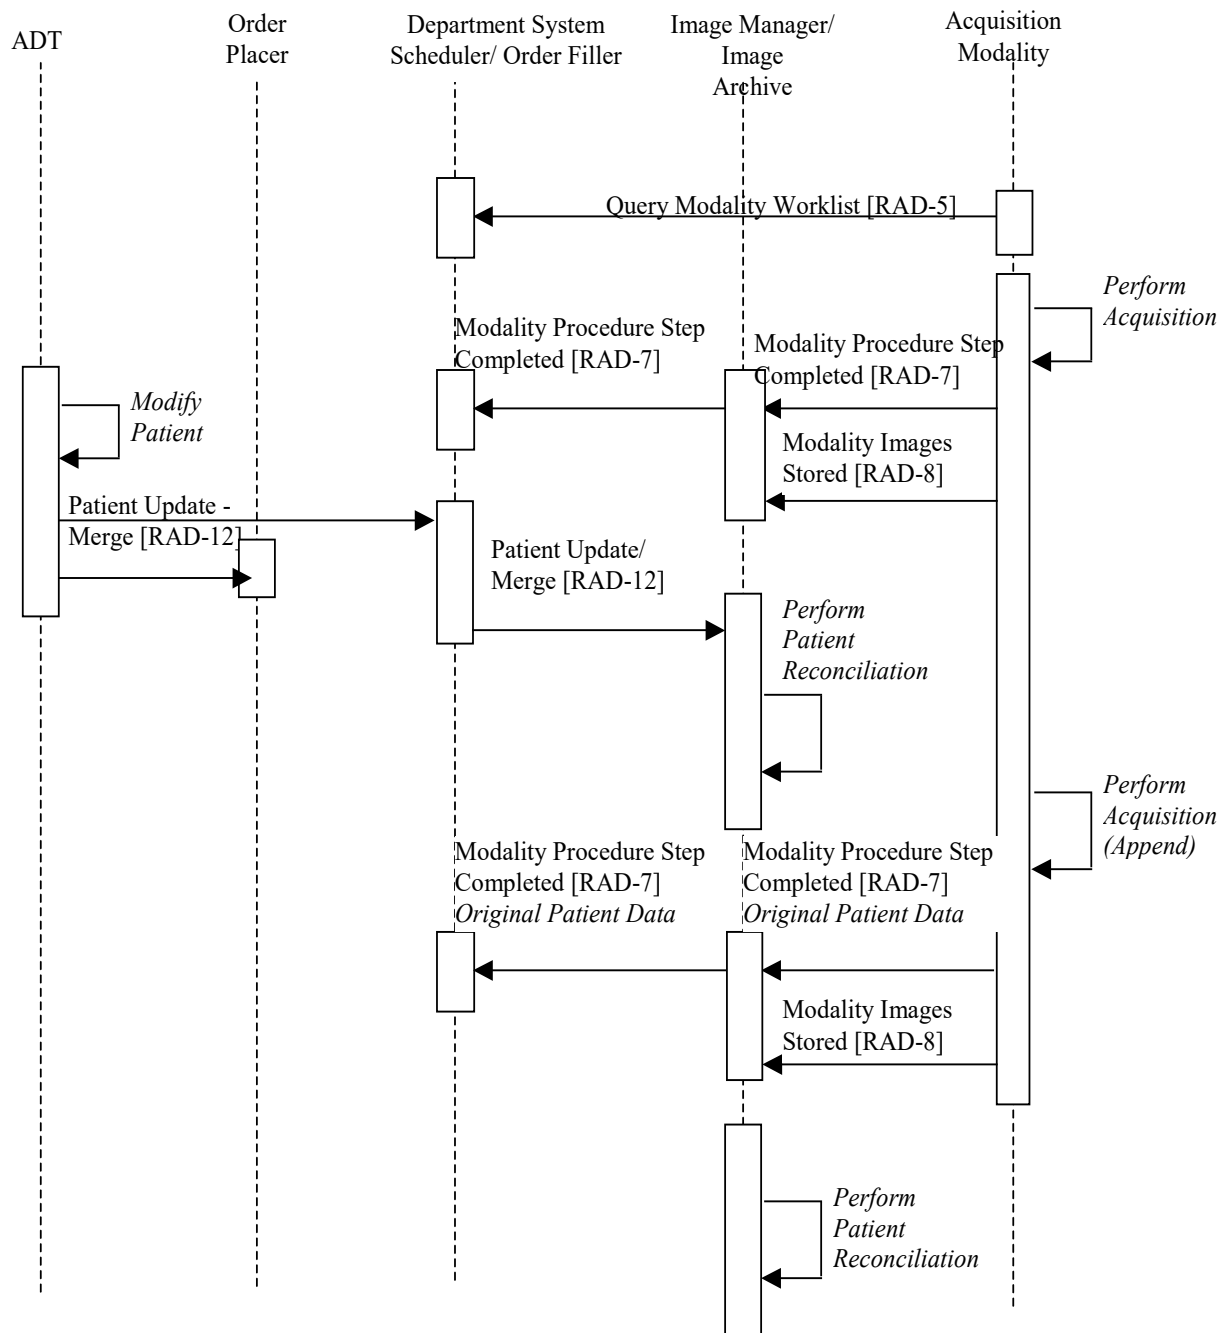 ADT
Order
Placer
Department System
Scheduler/ Order Filler
Image Manager/
Image
Archive
Acquisition
Modality
Query Modality Worklist [RAD-5]
Perform
Acquisition
Modality Procedure Step
Completed [RAD-7]
Modality Procedure Step
Completed [RAD-7]
Modify
Patient
Modality Images
Stored [RAD-8]
Patient Update -
Merge [RAD-12]
Patient Update/
Merge [RAD-12]
Perform
Patient
Reconciliation
Perform
Acquisition
(Append)
Modality Procedure Step
Completed [RAD-7]
Original Patient Data
Modality Procedure Step
Completed [RAD-7]
Original Patient Data
Modality Images
Stored [RAD-8]
Perform
Patient
Reconciliation